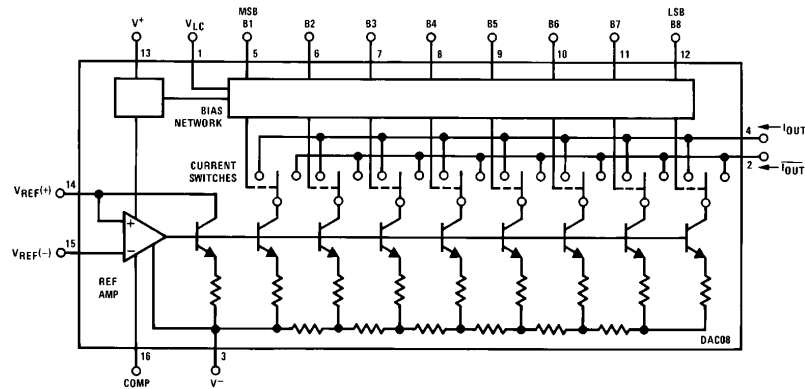 V+ VLC MSB B1 B2 B3 B4 B5 B6 B7 LSB B8
13 1 5 6 7 8 9 10 11 12
BIAS NETWORK
4 IOUT
2 IOUT
CURRENT SWITCHES
14 VREF(+)
15 VREF(−)
+
−
REF AMP
DAC08
16 3
COMP V−